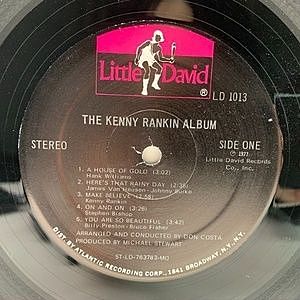 Little David
LD 1013
THE KENNY RANKIN ALBUM
STEREO
SIDE ONE
℗ 1977
Little David Records
Co., Inc.
1. A HOUSE OF GOLD (3:02)
Hank Williams
2. HERE'S THAT RAINY DAY
James Van Heusen-Johnny Burke
3. MAKE BELIEVE
Kenny Rankin
4. ON AND ON (3:26)
Stephen Bishop
5. YOU ARE SO BEAUTIFUL (3:42)
Billy Preston-Bruce Fisher
ARRANGED AND CONDUCTED BY DON COSTA
PRODUCED BY MICHAEL STEWART
ST-LD-763783-MO
DIST. BY ATLANTIC RECORDING CORP., 1841 BROADWAY, N.Y., N.Y.